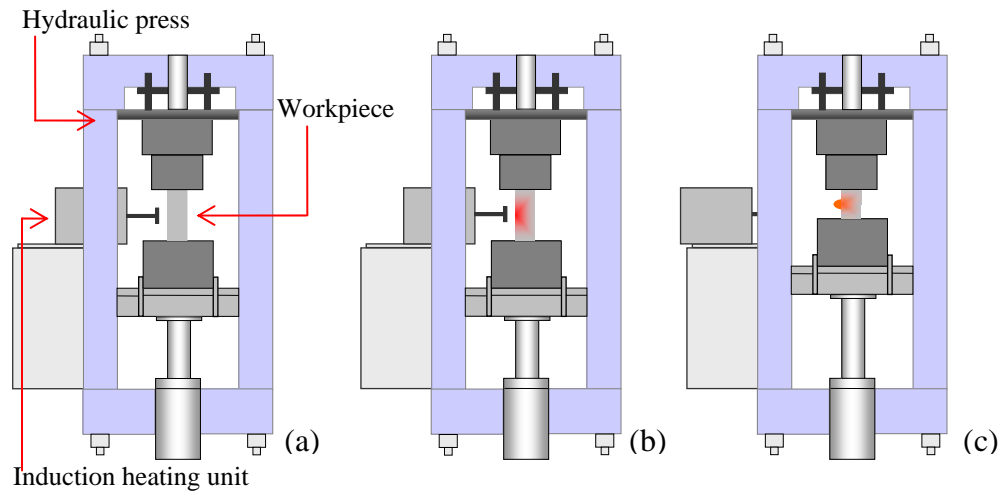 Hydraulic press
Workpiece
(a)
(b)
(c)
Induction heating unit